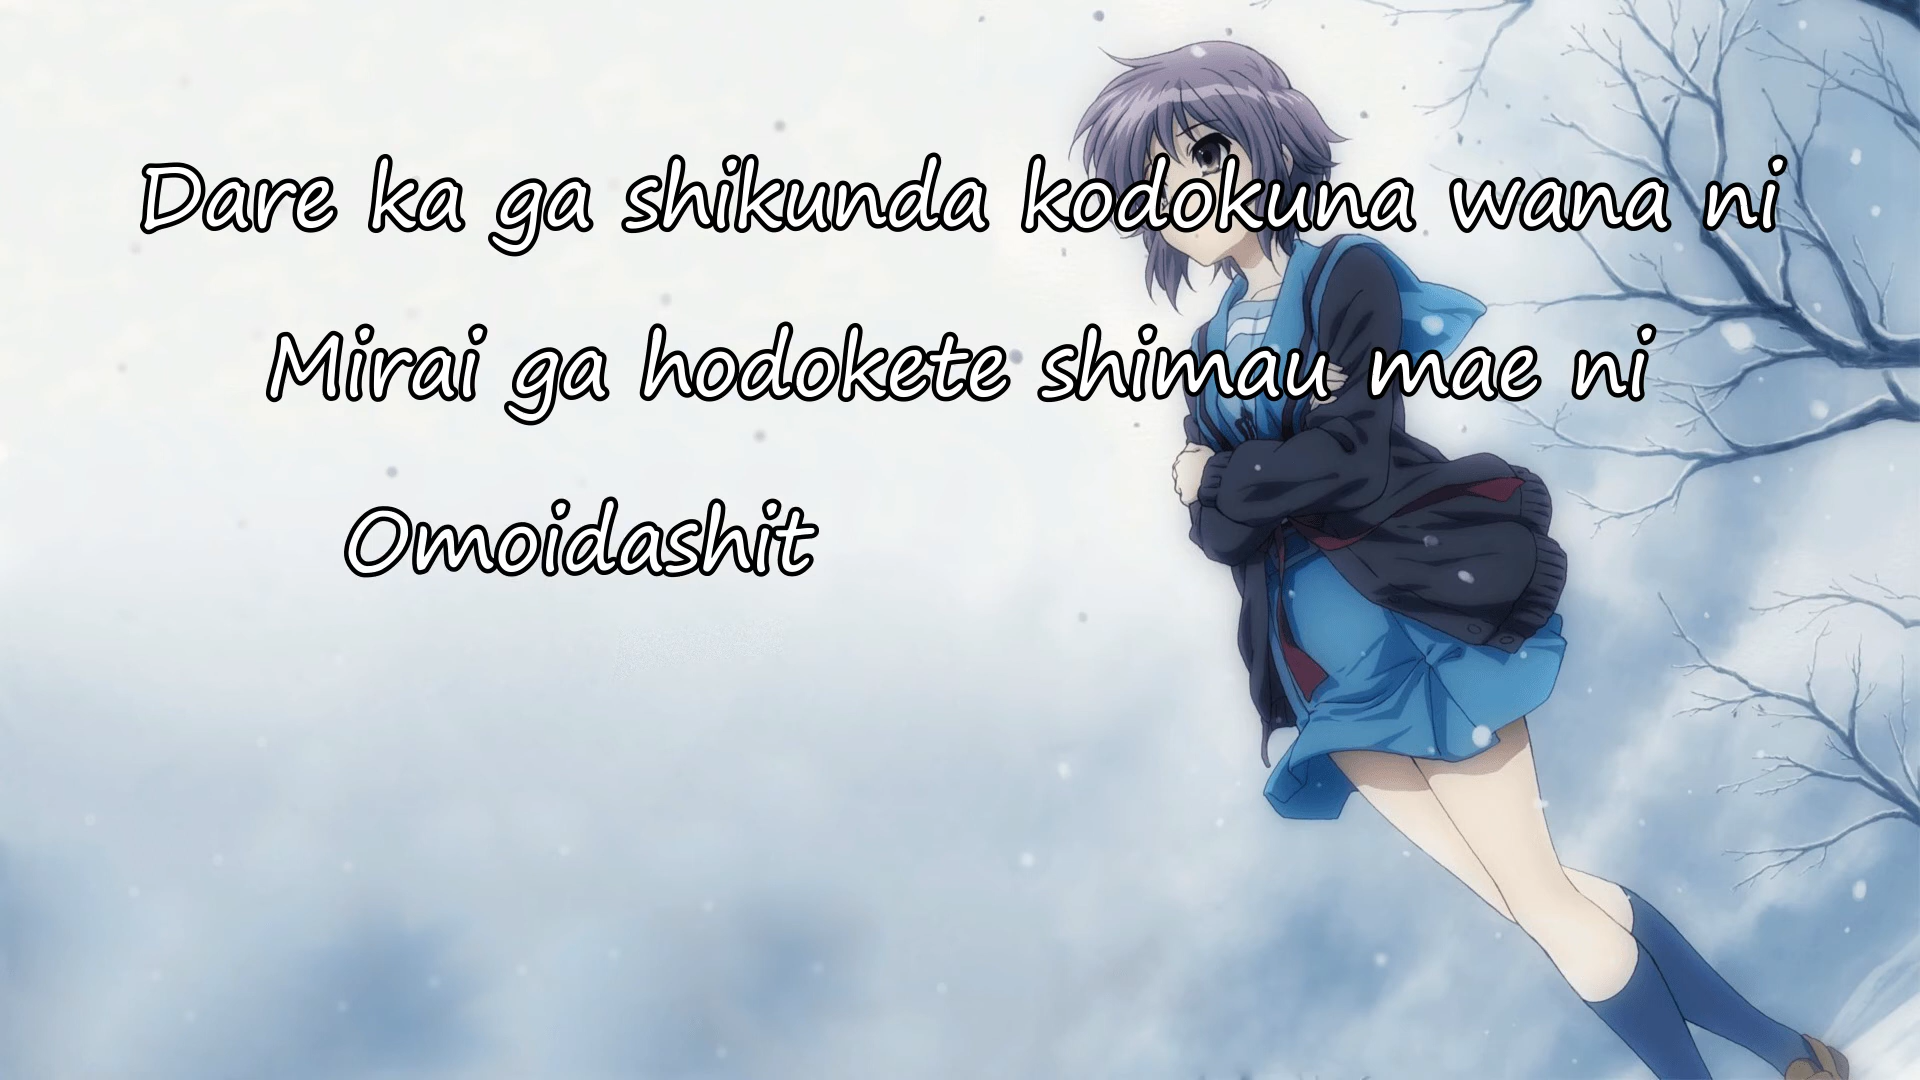 Dare ka ga shikunda kodokuna wana ni
Mirai ga hodokete shimau mae ni
Omoidashit